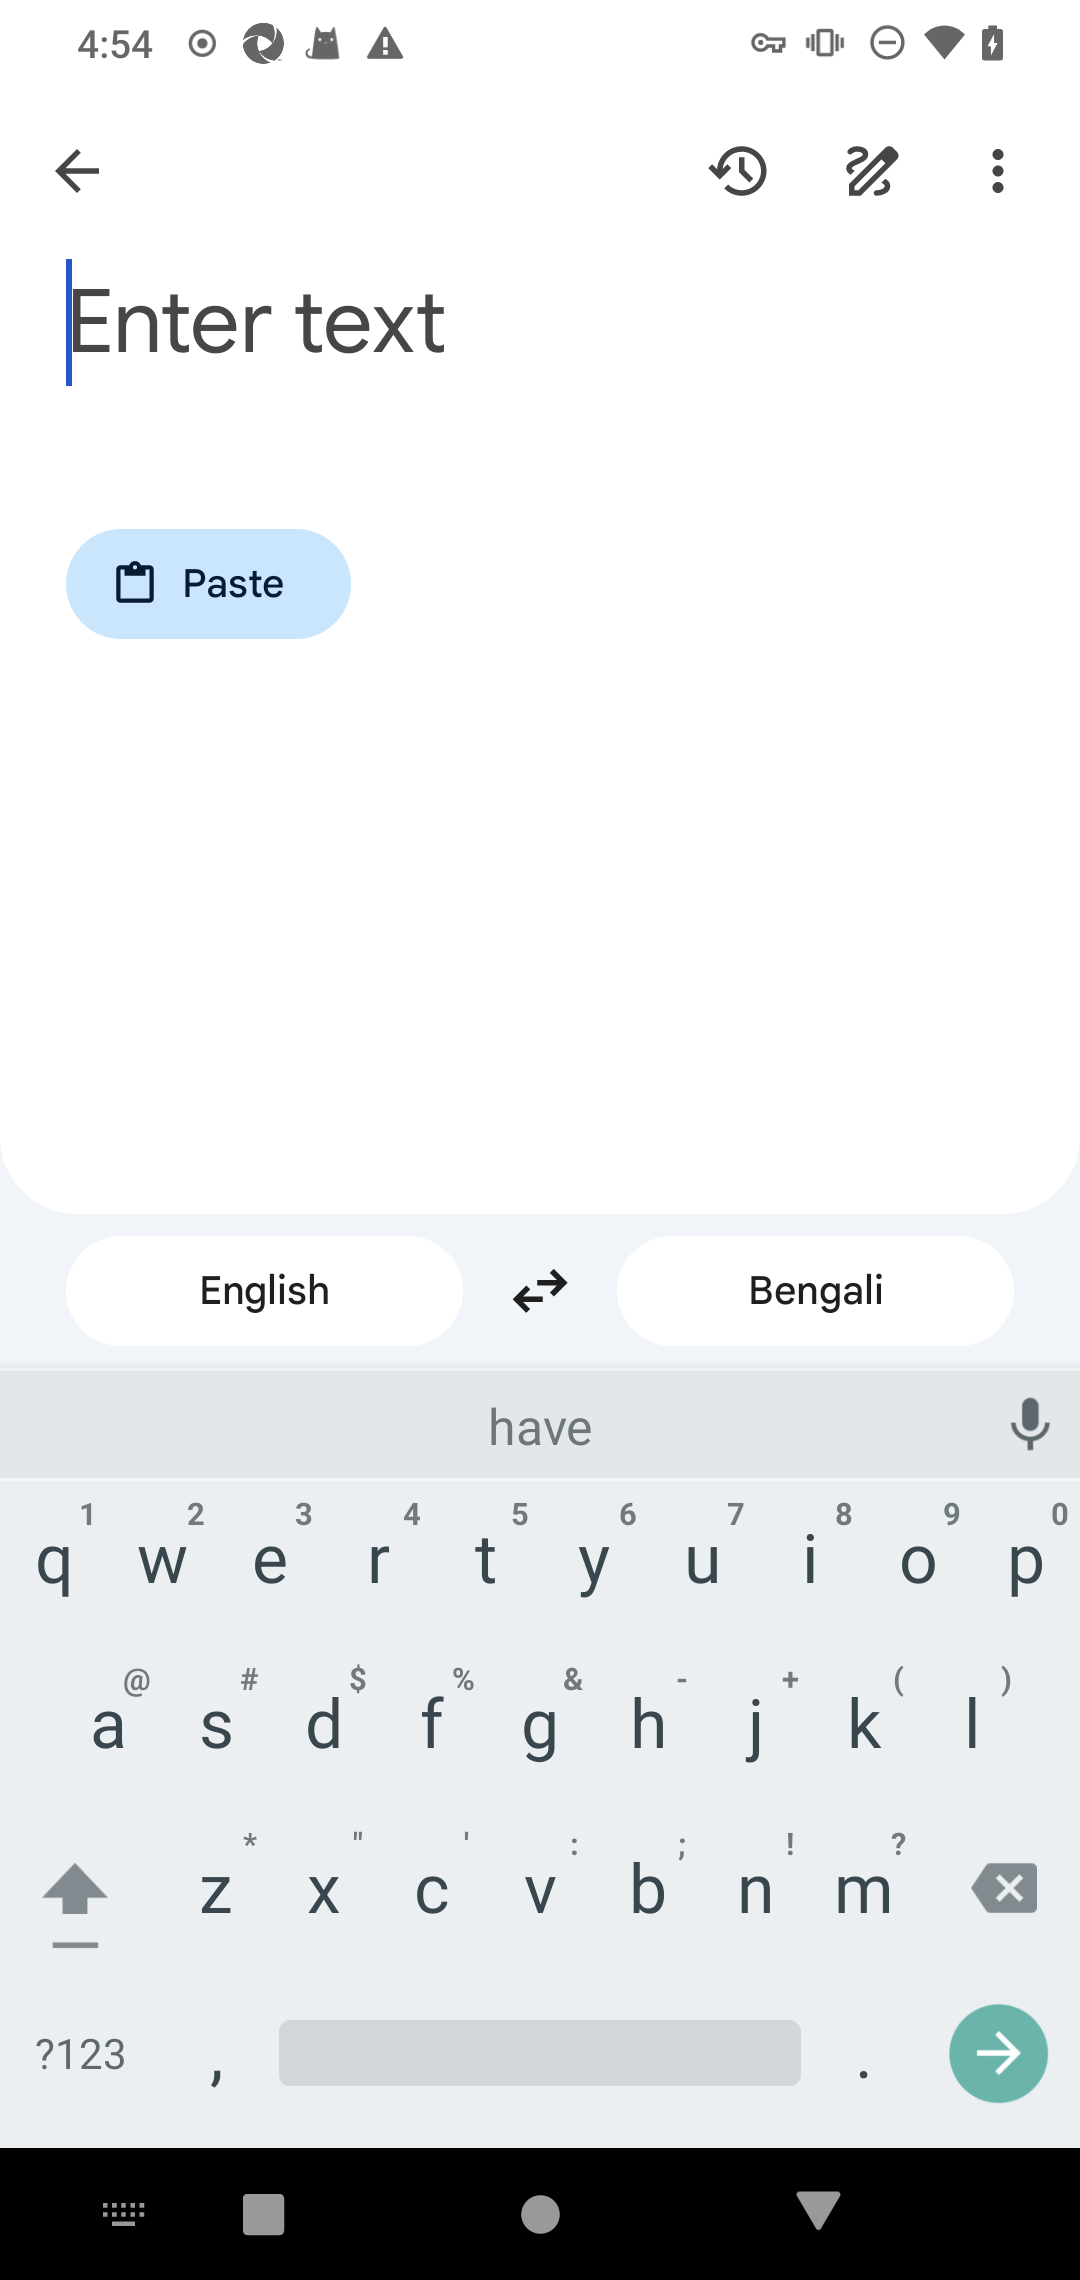 4:54
Enter text
Paste
English
Bengali
have
1 2 3 4 5 6 7 8 9 0
q w e r t y u i o p
@ # $ % & - + ( )
a s d f g h j k l
* " ' : ; ! ?
z x c v b n m
?123 , .